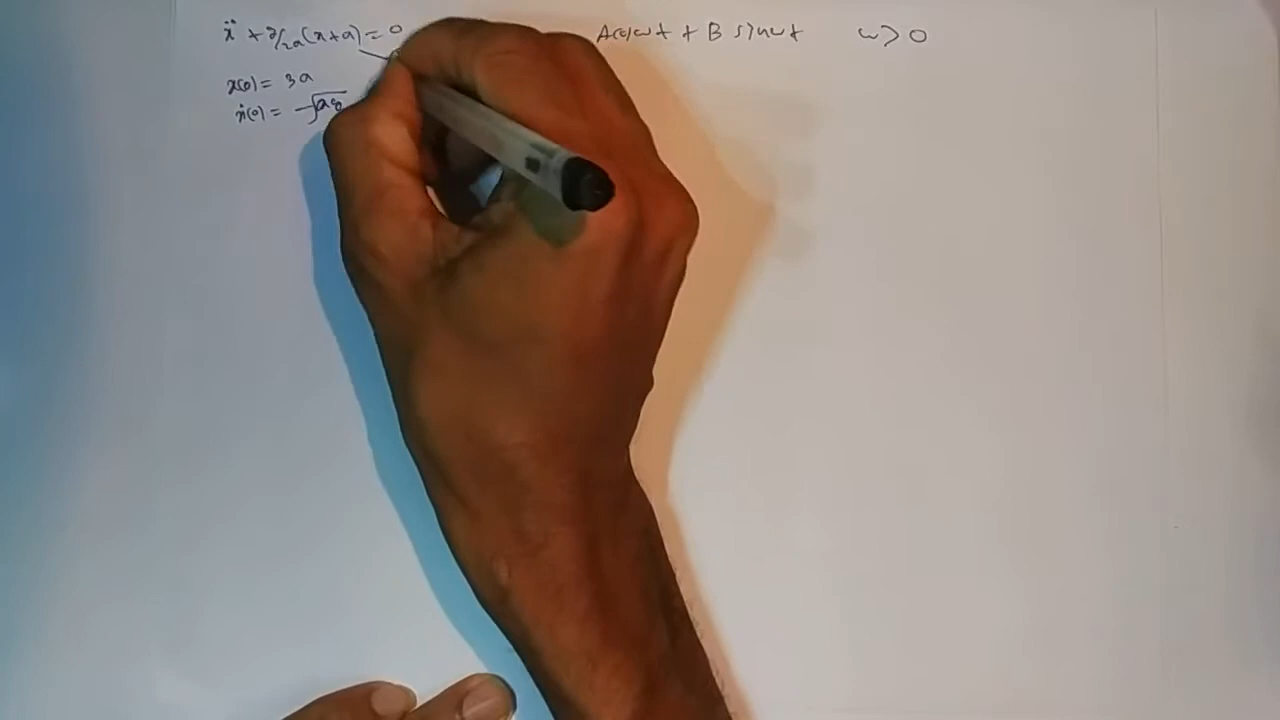 ẍ + g/2a (x+a) = 0 A cos ωt + B sin ωt ω > 0
x(0) = 3a
ẋ(0) = -√ag